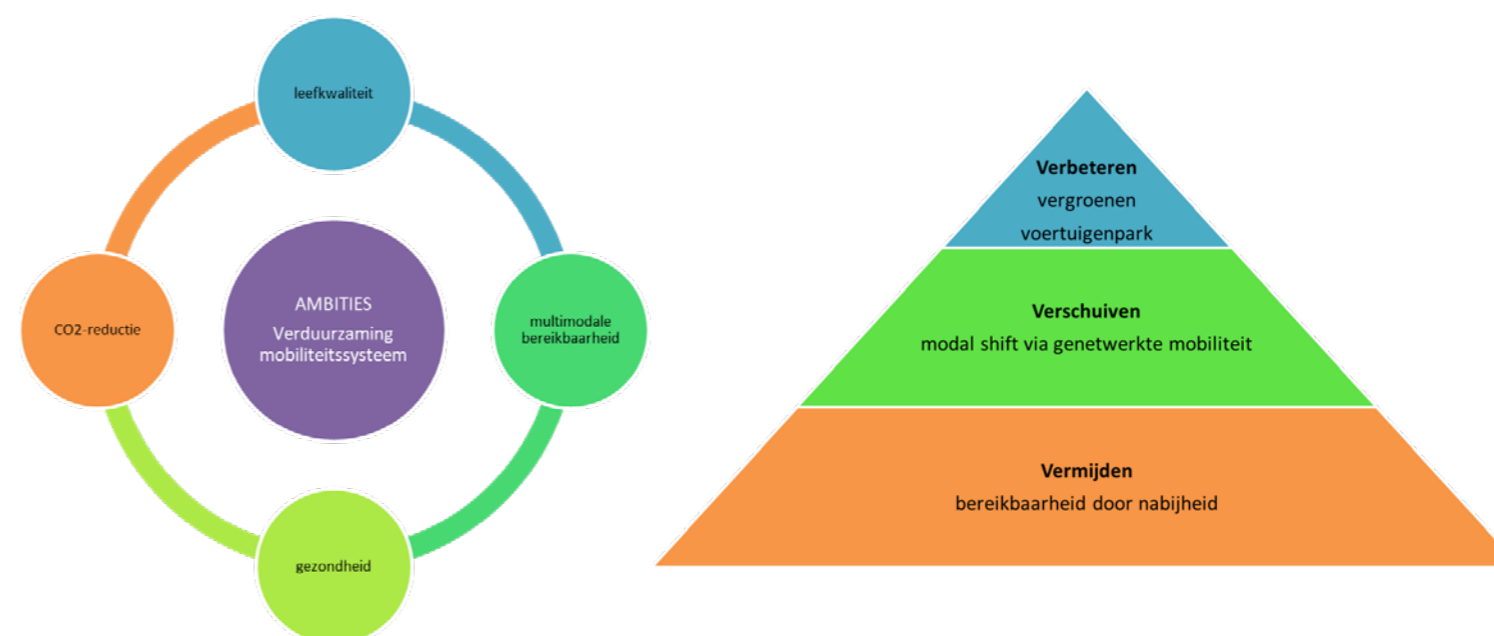 leefkwaliteit
CO2-reductie
AMBITIES
Verduurzaming
mobiliteitssysteem
multimodale
bereikbaarheid
gezondheid
Verbeteren
vergroenen
voertuigenpark
Verschuiven
modal shift via genetwerkte mobiliteit
Vermijden
bereikbaarheid door nabijheid